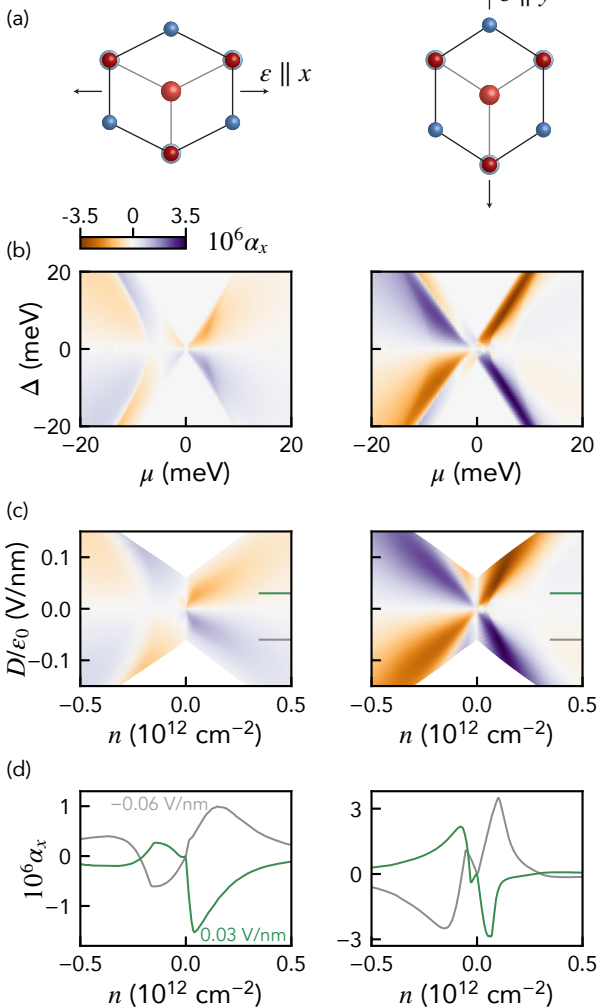 (a)
ε ∥ x
-3.5 0 3.5
10⁶αₓ
(b)
20
0
−20
Δ (meV)
−20 0 20
μ (meV)
−20 0 20
μ (meV)
(c)
0.1
0.0
−0.1
D/ε₀ (V/nm)
−0.5 0.0 0.5
n (10¹² cm⁻²)
−0.5 0.0 0.5
n (10¹² cm⁻²)
(d)
1
0
−1
10⁶αₓ
−0.06 V/nm
0.03 V/nm
−0.5 0.0 0.5
n (10¹² cm⁻²)
3
0
−3
−0.5 0.0 0.5
n (10¹² cm⁻²)